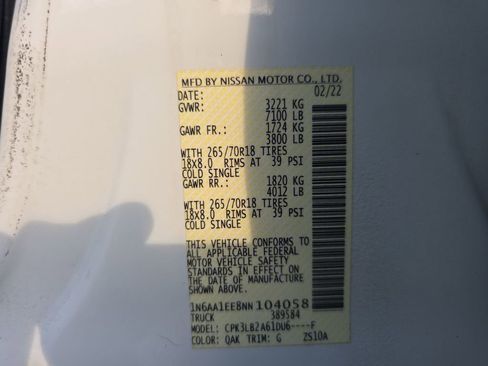 MFD BY NISSAN MOTOR CO., LTD.
DATE: 02/22
GVWR: 3221 KG
7100 LB
GAWR FR.: 1724 KG
3800 LB
WITH 265/70R18 TIRES
18X8.0 RIMS AT 39 PSI
COLD SINGLE
GAWR RR.: 1820 KG
4012 LB
WITH 265/70R18 TIRES
18X8.0 RIMS AT 39 PSI
COLD SINGLE
THIS VEHICLE CONFORMS TO
ALL APPLICABLE FEDERAL
MOTOR VEHICLE SAFETY
STANDARDS IN EFFECT ON
THE DATE OF MANUFACTURE
SHOWN ABOVE.
1N6AA1EE8NN104058
TRUCK 389584
MODEL: CPK3LB2A61DU6----F
COLOR: QAK TRIM: G ZS10A